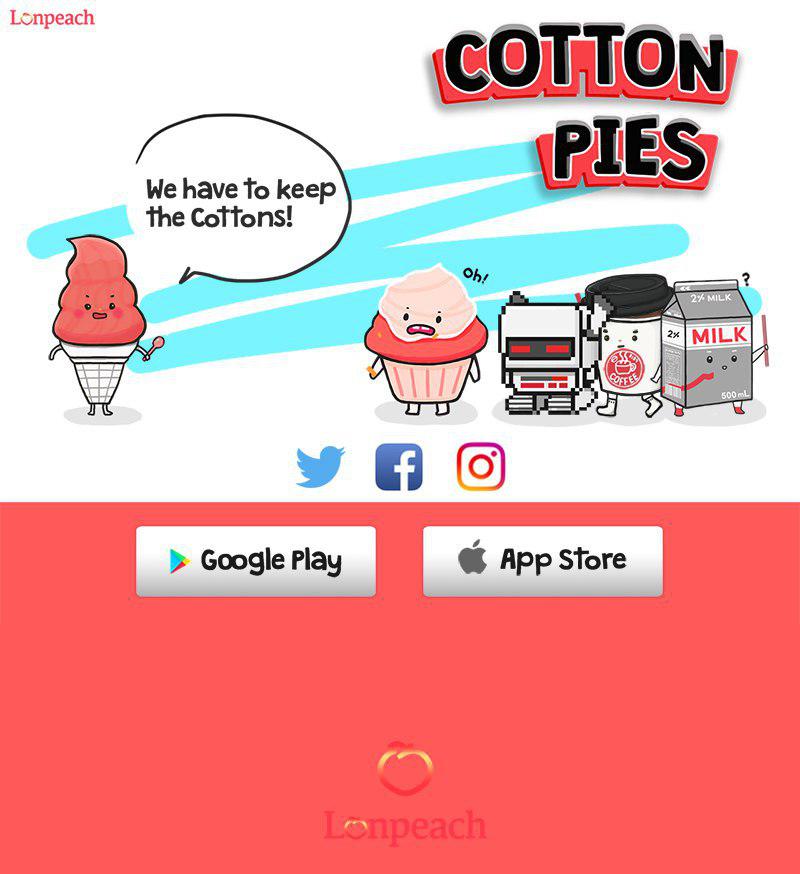 Lonpeach
COTTON
PIES
We have to keep
the Cottons!
oh!
?
2% MILK
2%
MILK
COFFEE
500 mL
Google Play
App Store
Lonpeach